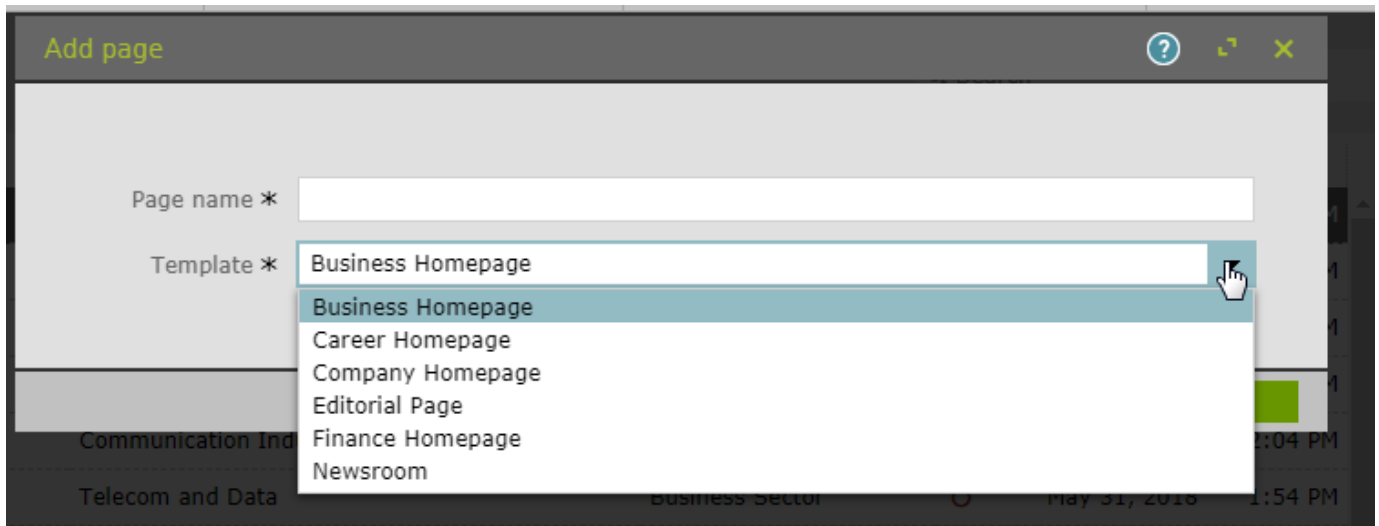 Add page
?
Page name *
Template * Business Homepage
Business Homepage
Career Homepage
Company Homepage
Editorial Page
Finance Homepage
Newsroom
Communication Ind 2:04 PM
Telecom and Data Business Sector May 31, 2018 1:54 PM